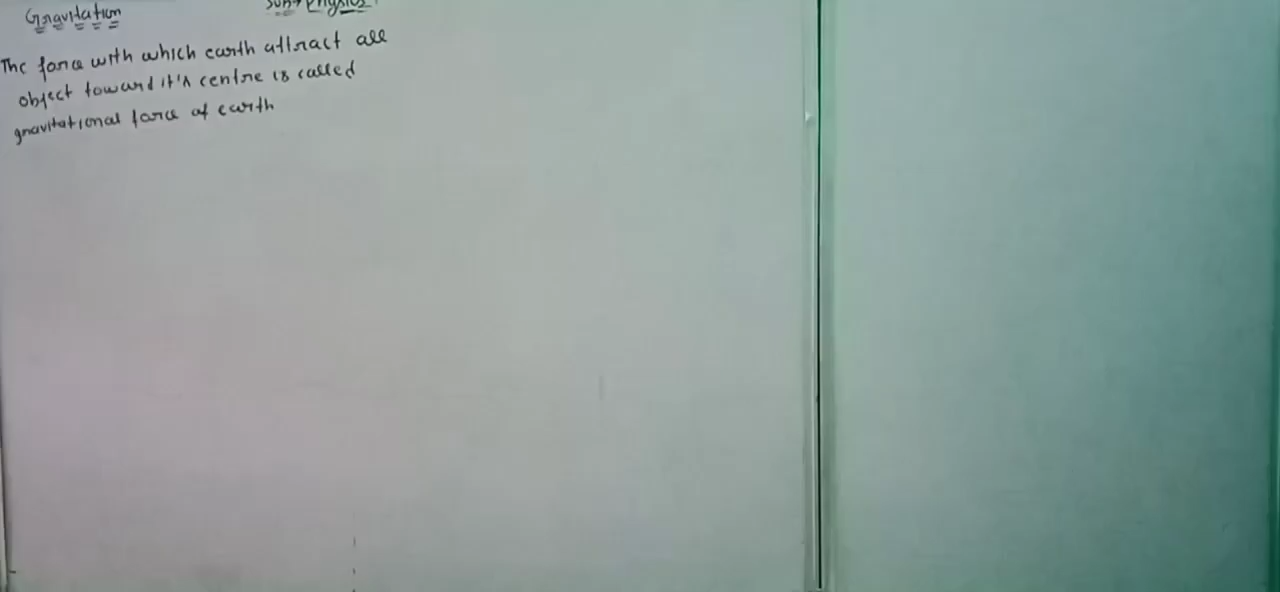 Gravitation
Sub→ Physics
The force with which earth attract all
object toward it's centre is called
gravitational force of earth